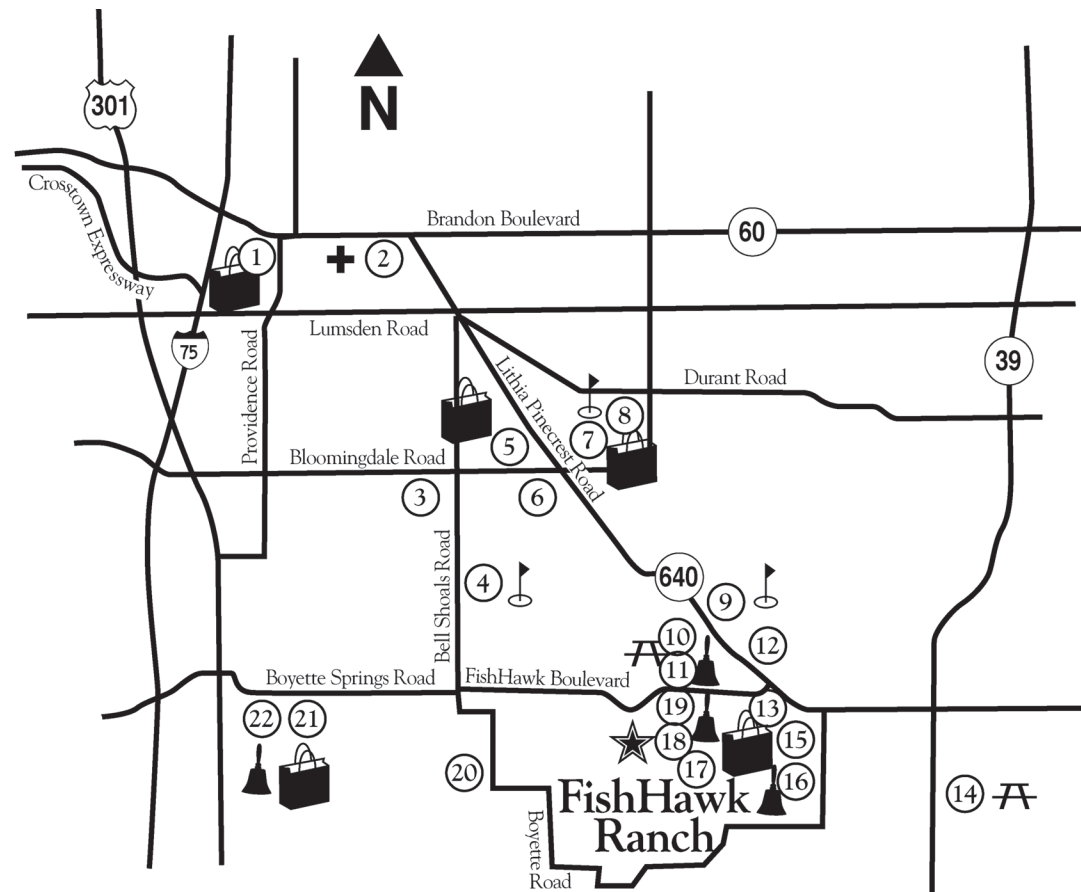 301
N
Crosstown Expressway
Brandon Boulevard
60
1
2
Lumsden Road
75
Providence Road
39
Lithia Pinecrest Road
Durant Road
8
7
5
Bloomingdale Road
3
6
Bell Shoals Road
4
640
9
10
12
11
Boyette Springs Road
FishHawk Boulevard
22
21
19
13
18
15
17
20
16
14
FishHawk
Ranch
Boyette
Road